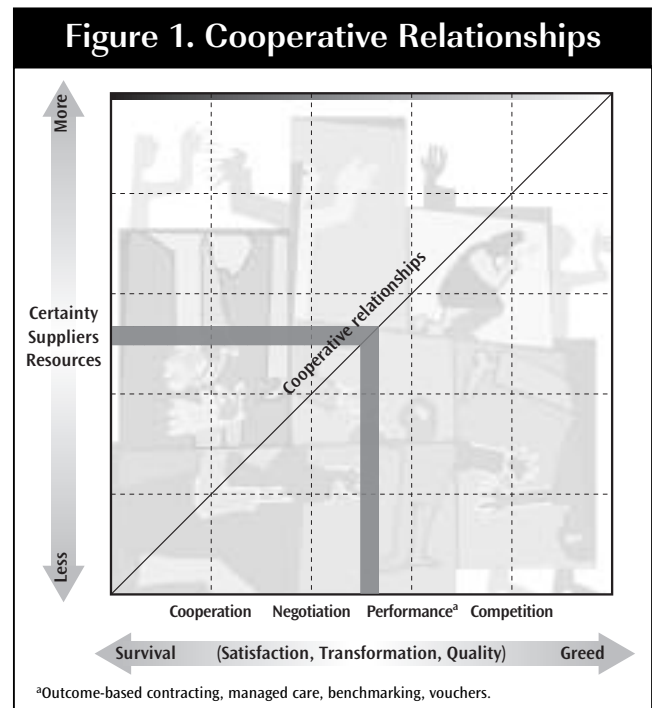 Figure 1. Cooperative Relationships
More
Certainty
Suppliers
Resources
Less
Cooperative relationships
Cooperation Negotiation Performanceᵃ Competition
Survival (Satisfaction, Transformation, Quality) Greed
ᵃOutcome-based contracting, managed care, benchmarking, vouchers.